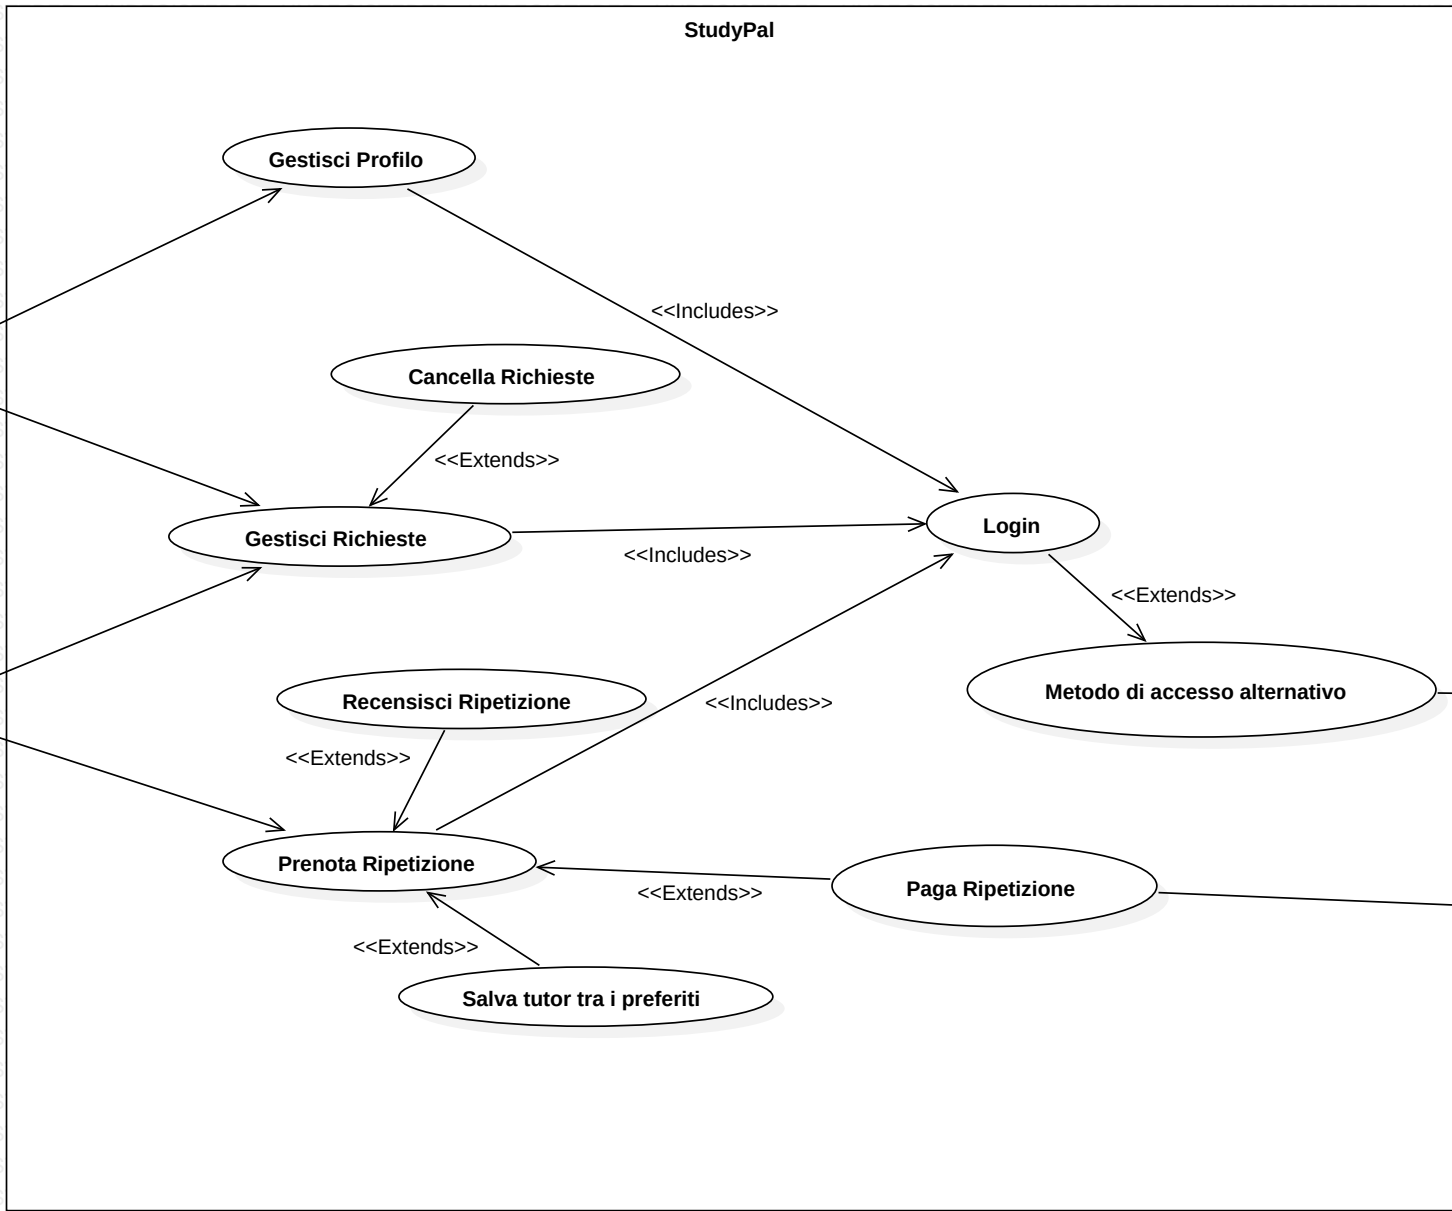 StudyPal
Gestisci Profilo
<<Includes>>
Cancella Richieste
<<Extends>>
Gestisci Richieste
Login
<<Includes>>
<<Extends>>
Recensisci Ripetizione
Metodo di accesso alternativo
<<Includes>>
<<Extends>>
Prenota Ripetizione
Paga Ripetizione
<<Extends>>
<<Extends>>
Salva tutor tra i preferiti